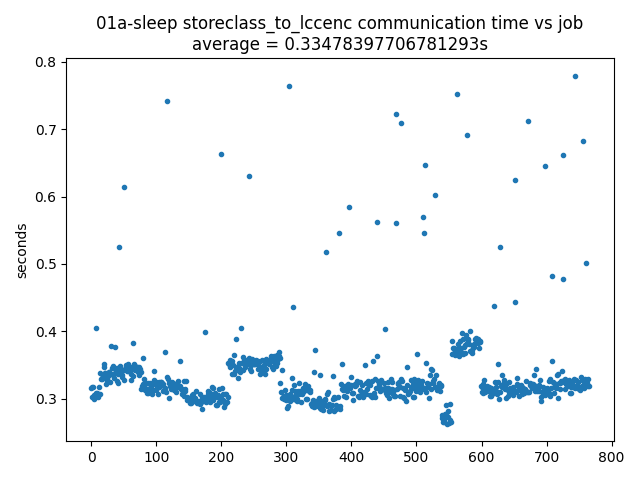 01a-sleep storeclass_to_lccenc communication time vs job
average = 0.33478397706781293s
seconds
0.8
0.7
0.6
0.5
0.4
0.3
0 100 200 300 400 500 600 700 800